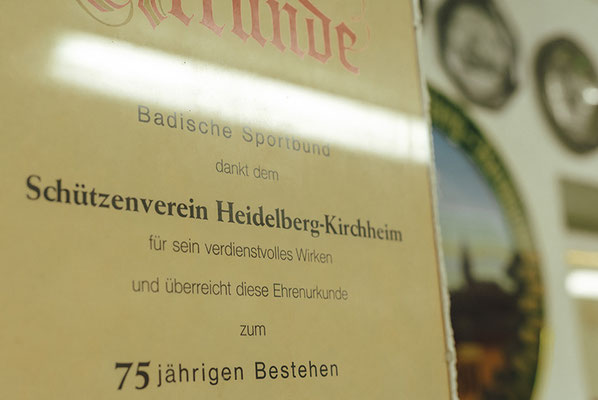 Urkunde
Badische Sportbund
dankt dem
Schützenverein Heidelberg-Kirchheim
für sein verdienstvolles Wirken
und überreicht diese Ehrenurkunde
zum
75 jährigen Bestehen